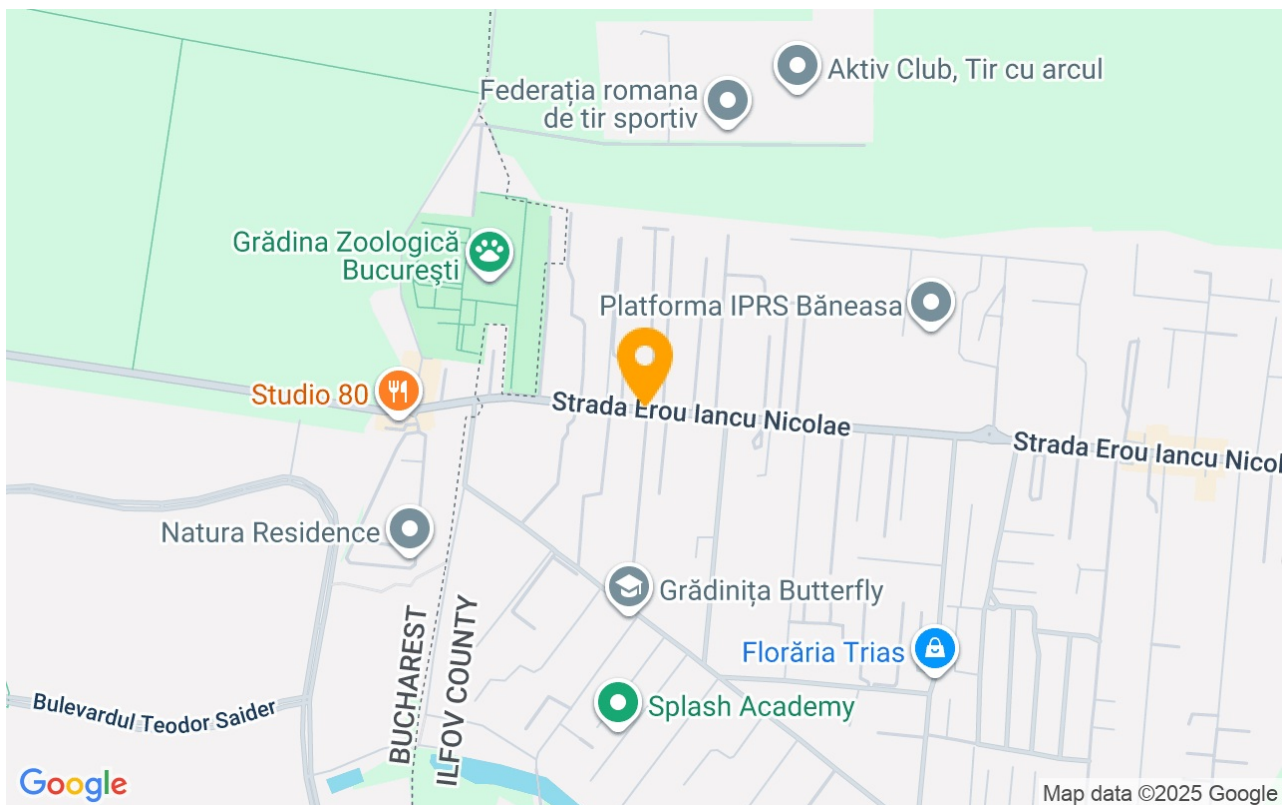 Aktiv Club, Tir cu arcul
Federația romana
de tir sportiv
Grădina Zoologică
București
Platforma IPRS Băneasa
Studio 80
Strada Erou Iancu Nicolae
Strada Erou Iancu Nicol
Natura Residence
Grădinița Butterfly
BUCHAREST
ILFOV COUNTY
Florăria Trias
Bulevardul Teodor Saider
Splash Academy
Google
Map data ©2025 Google